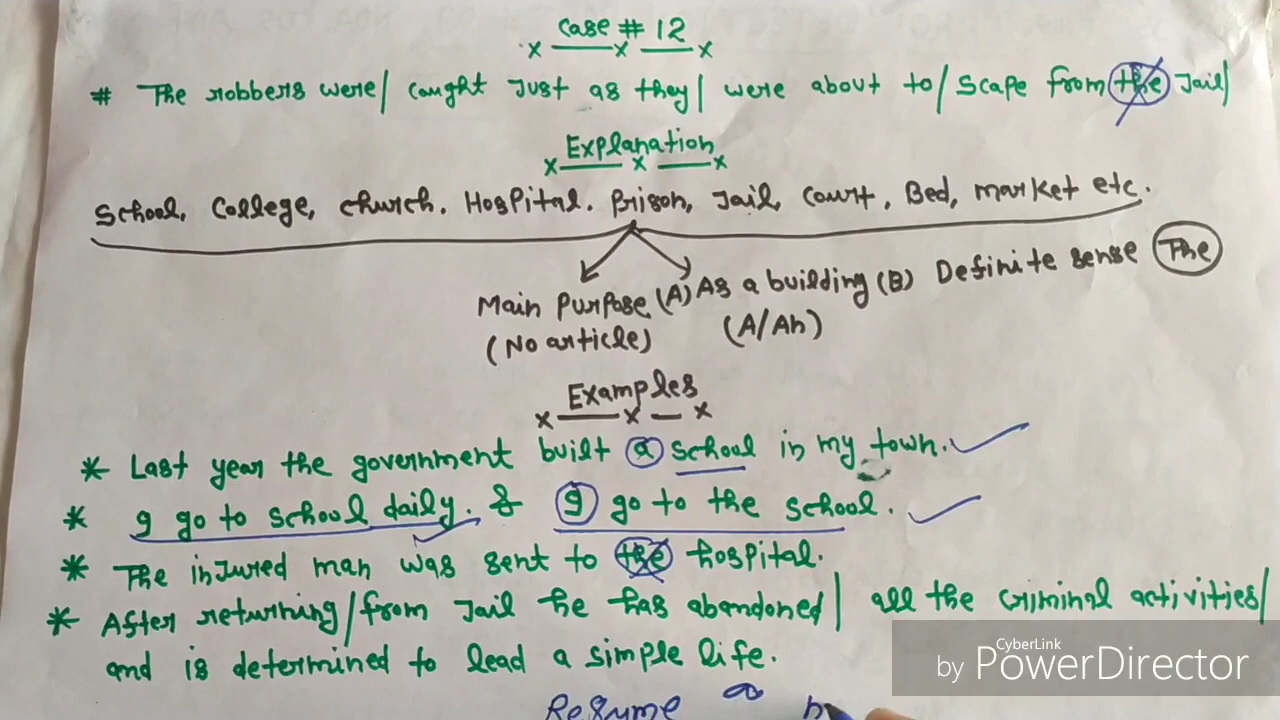 Case # 12
# The robbers were/ caught Just as they/ were about to/ Scape from the Jail/
Explanation
School, College, church. Hospital. Prison, Jail, Court, Bed, market etc.
Main Purpose (A) As a building (B) Definite sense The
(No article) (A/An)
Examples
* Last year the government built a school in my town.
* I go to school daily. & I go to the school.
* The injured man was sent to the hospital.
* After returning/from Jail he has abandoned/ all the criminal activities/
and is determined to lead a simple life.
Resume
CyberLink
by PowerDirector